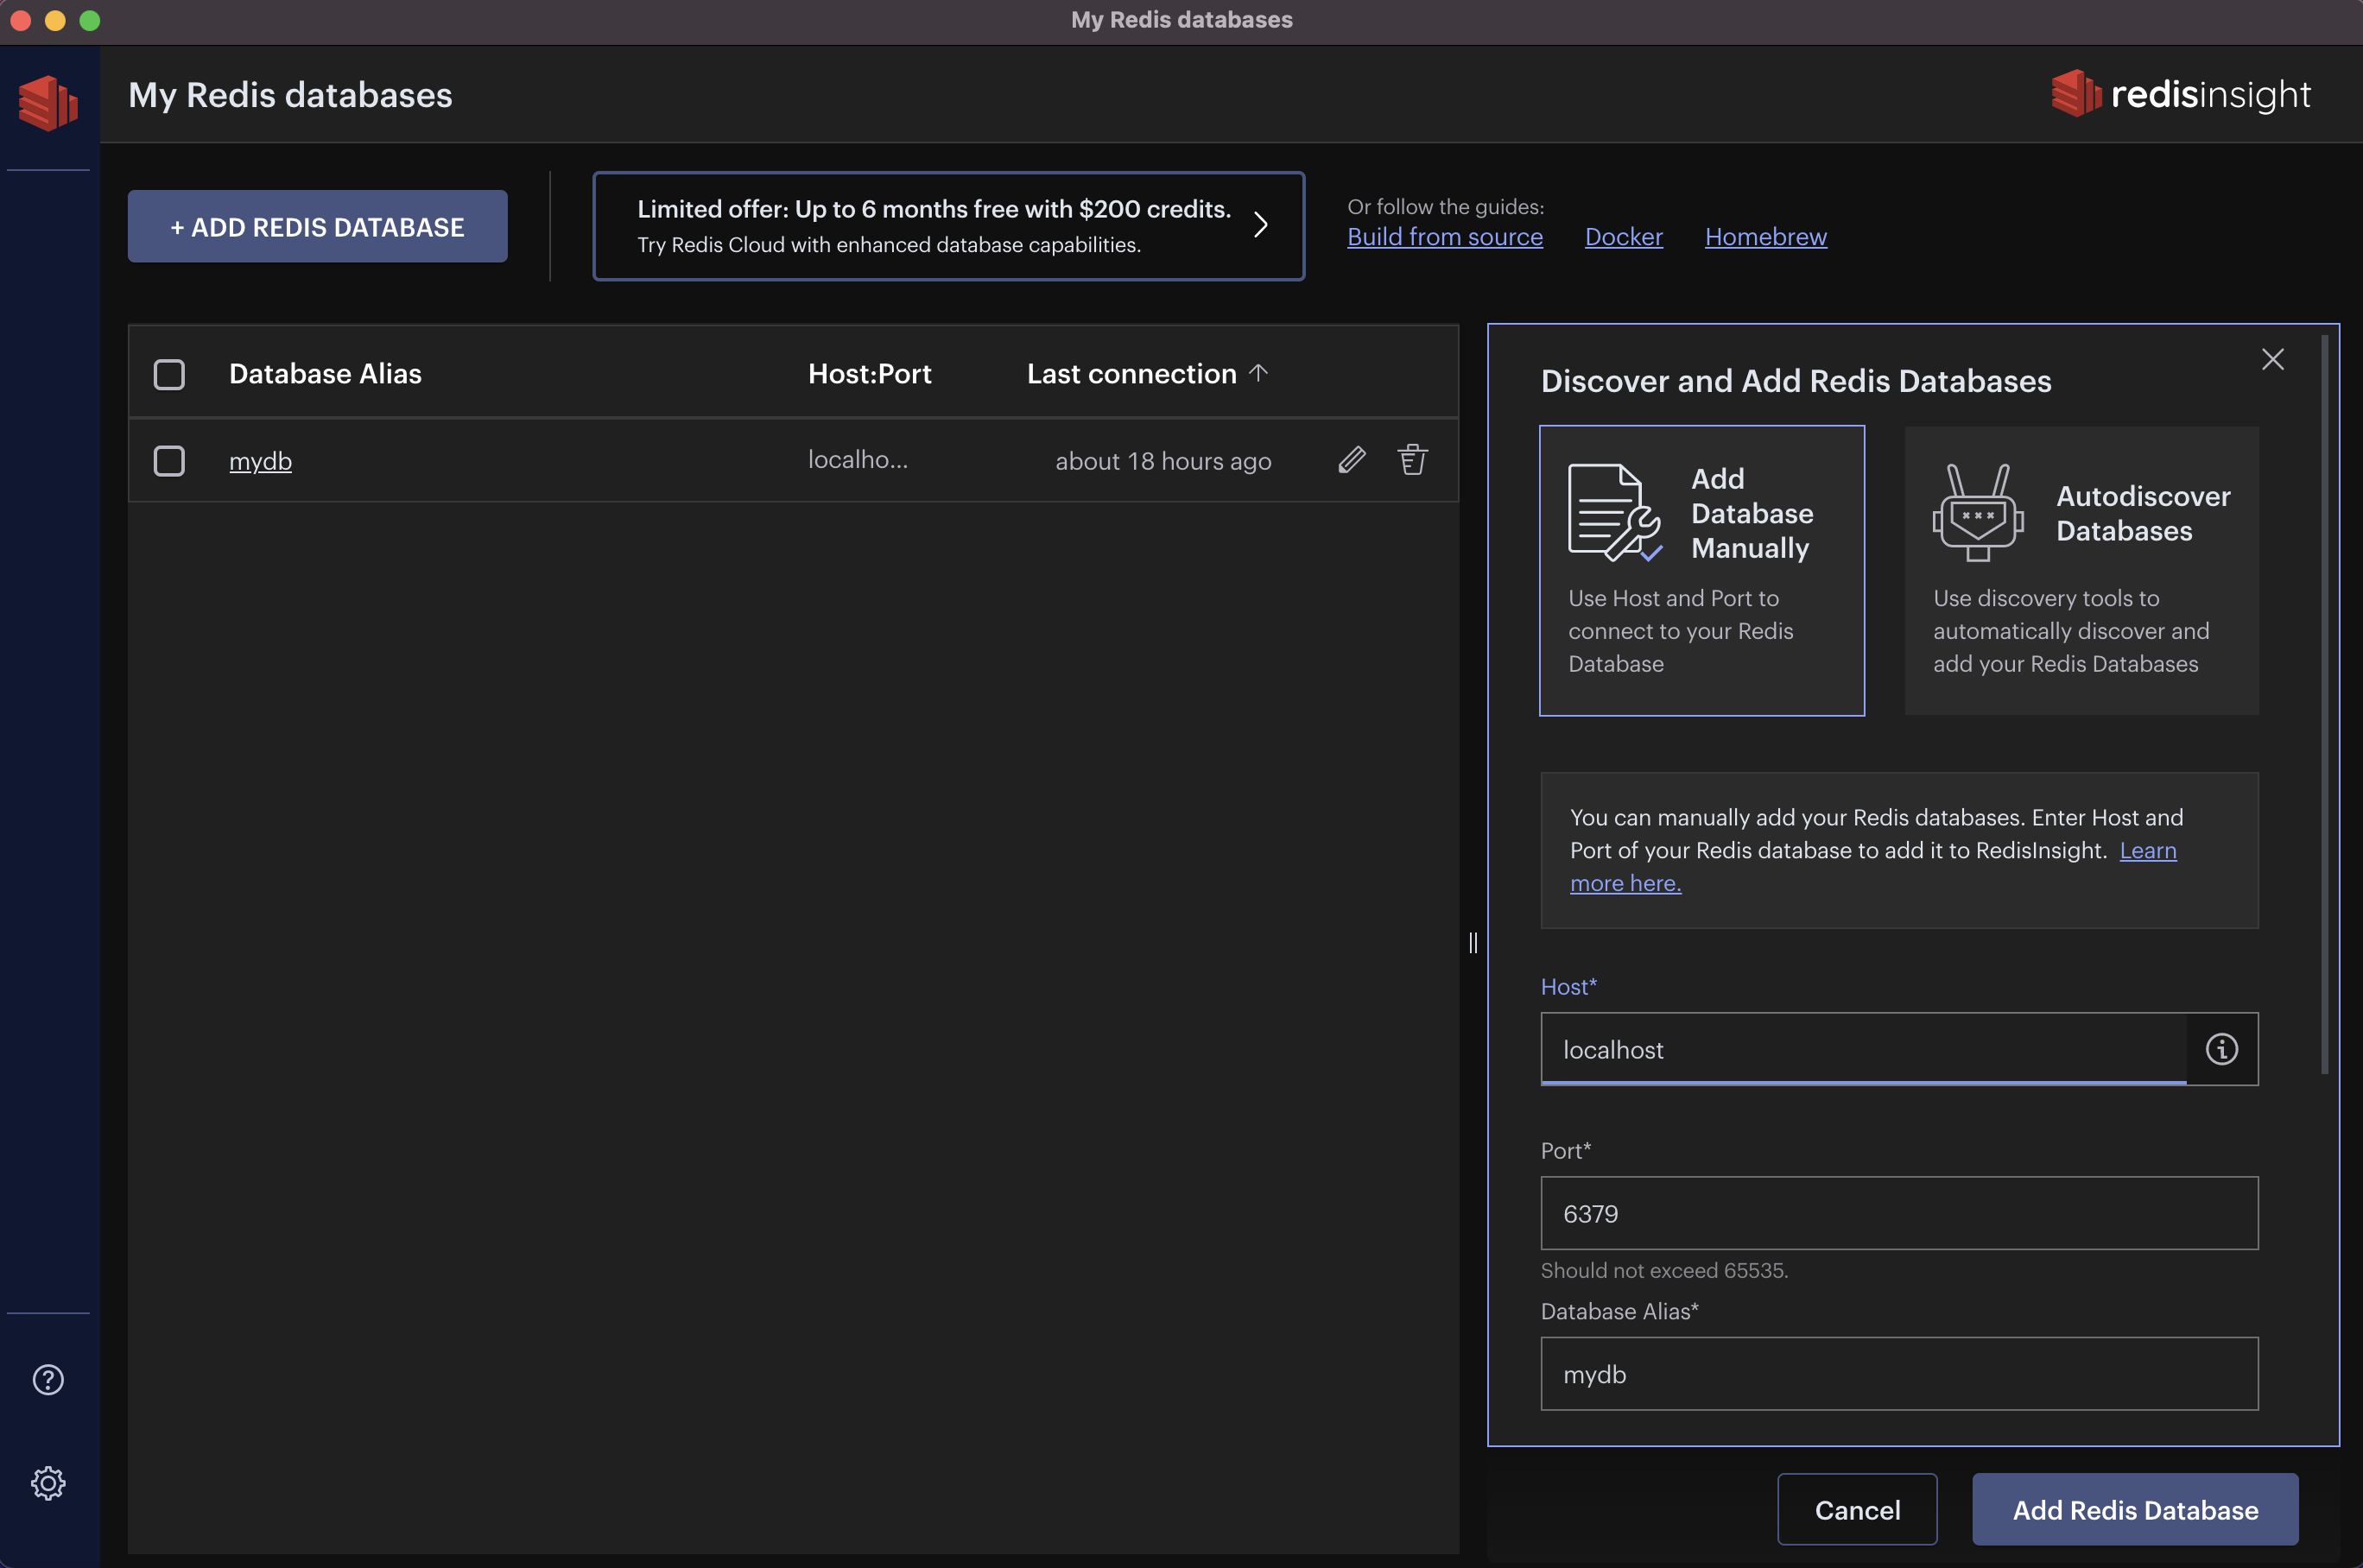 My Redis databases
My Redis databases
redisinsight
+ ADD REDIS DATABASE
Limited offer: Up to 6 months free with $200 credits.
Try Redis Cloud with enhanced database capabilities.
Or follow the guides:
Build from source Docker Homebrew
Database Alias Host:Port Last connection
mydb localho... about 18 hours ago
Discover and Add Redis Databases
Add
Database
Manually
Use Host and Port to
connect to your Redis
Database
Autodiscover
Databases
Use discovery tools to
automatically discover and
add your Redis Databases
You can manually add your Redis databases. Enter Host and
Port of your Redis database to add it to RedisInsight. Learn
more here.
Host*
localhost
Port*
6379
Should not exceed 65535.
Database Alias*
mydb
Cancel Add Redis Database